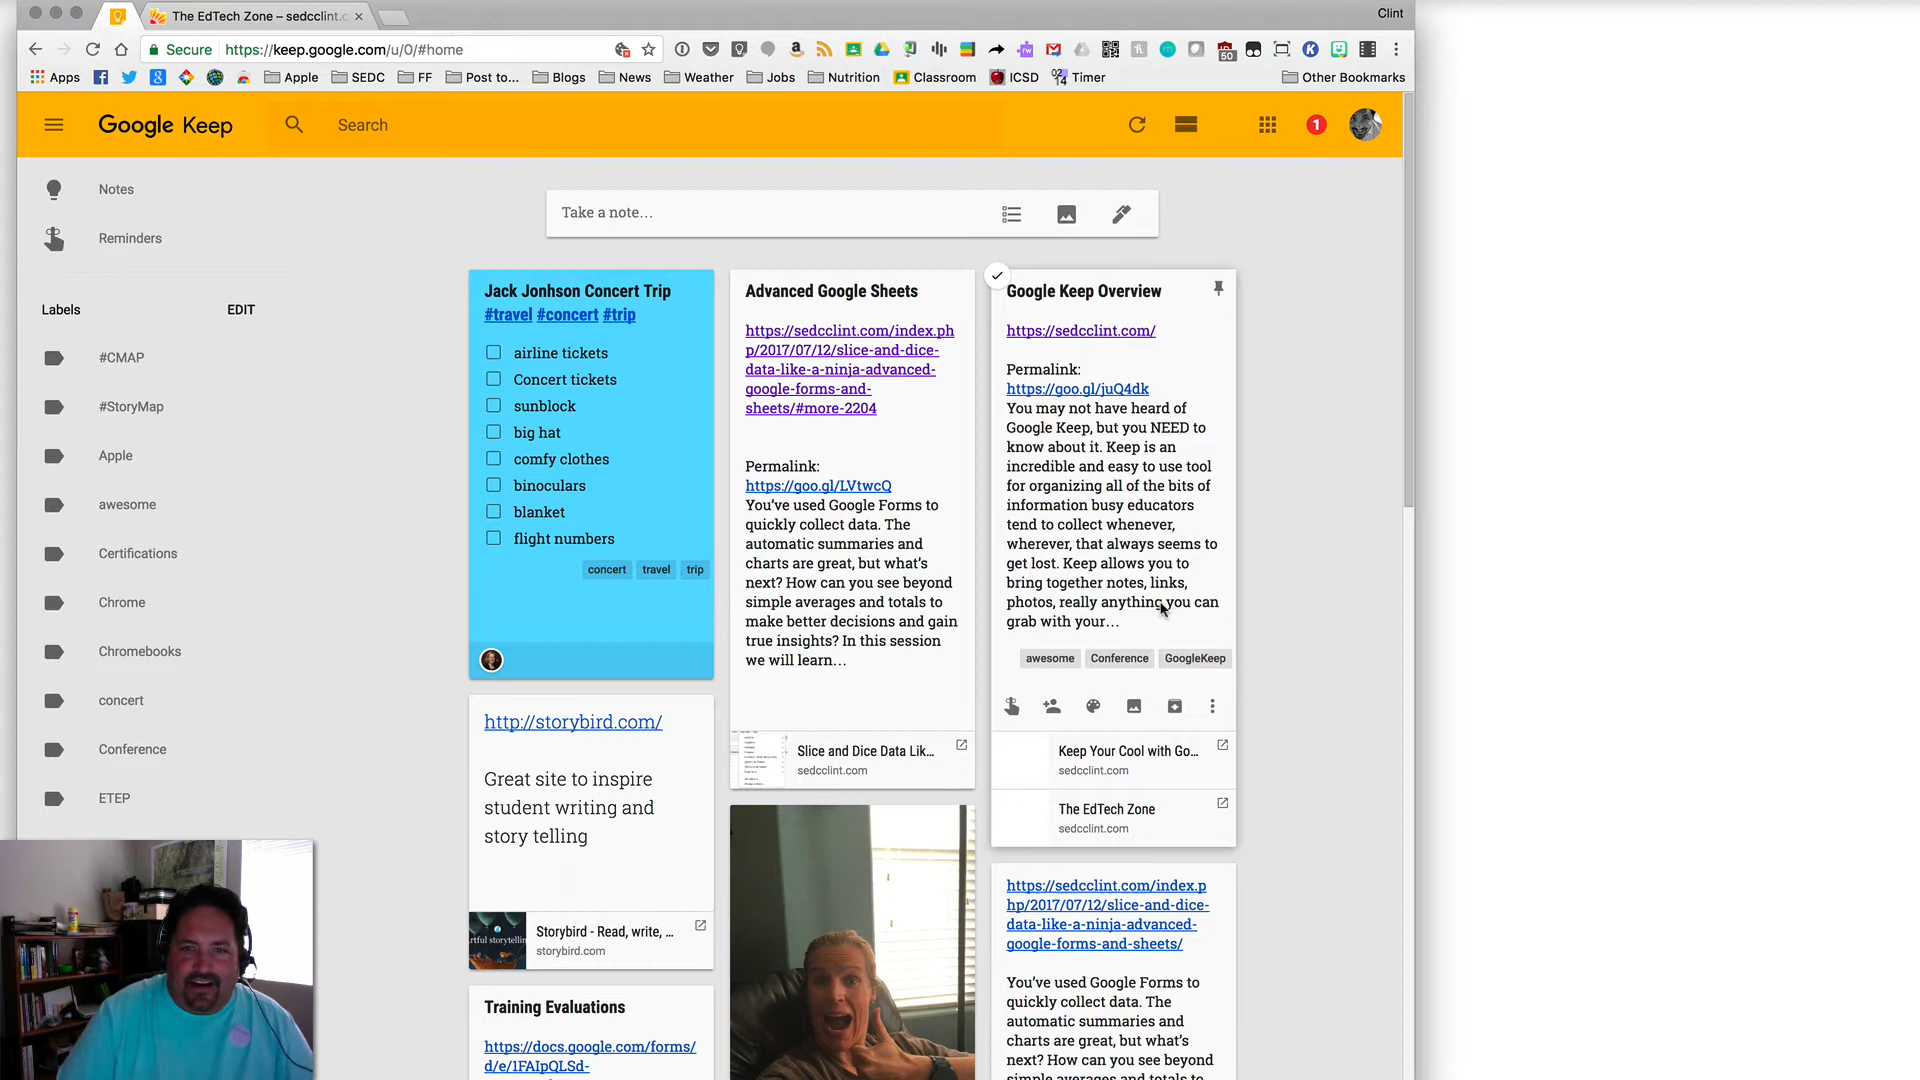 The EdTech Zone – sedcclint.c
Clint
Secure https://keep.google.com/u/0/#home
50
Apps Apple SEDC FF Post to... Blogs News Weather Jobs Nutrition Classroom ICSD Timer Other Bookmarks
Google Keep Search 1
Notes
Reminders
Labels EDIT
#CMAP
#StoryMap
Apple
awesome
Certifications
Chrome
Chromebooks
concert
Conference
ETEP
Take a note...
Jack Jonhson Concert Trip
#travel #concert #trip
airline tickets
Concert tickets
sunblock
big hat
comfy clothes
binoculars
blanket
flight numbers
concert travel trip
http://storybird.com/
Great site to inspire
student writing and
story telling
Storybird - Read, write, ...
storybird.com
Training Evaluations
https://docs.google.com/forms/
d/e/1FAIpQLSd-
Advanced Google Sheets
https://sedcclint.com/index.ph
p/2017/07/12/slice-and-dice-
data-like-a-ninja-advanced-
google-forms-and-
sheets/#more-2204
Permalink:
https://goo.gl/LVtwcQ
You’ve used Google Forms to
quickly collect data. The
automatic summaries and
charts are great, but what’s
next? How can you see beyond
simple averages and totals to
make better decisions and gain
true insights? In this session
we will learn…
Slice and Dice Data Lik...
sedcclint.com
Google Keep Overview
https://sedcclint.com/
Permalink:
https://goo.gl/juQ4dk
You may not have heard of
Google Keep, but you NEED to
know about it. Keep is an
incredible and easy to use tool
for organizing all of the bits of
information busy educators
tend to collect whenever,
wherever, that always seems to
get lost. Keep allows you to
bring together notes, links,
photos, really anything you can
grab with your…
awesome Conference GoogleKeep
Keep Your Cool with Go...
sedcclint.com
The EdTech Zone
sedcclint.com
https://sedcclint.com/index.p
hp/2017/07/12/slice-and-dice-
data-like-a-ninja-advanced-
google-forms-and-sheets/
You’ve used Google Forms to
quickly collect data. The
automatic summaries and
charts are great, but what’s
next? How can you see beyond
simple averages and totals to